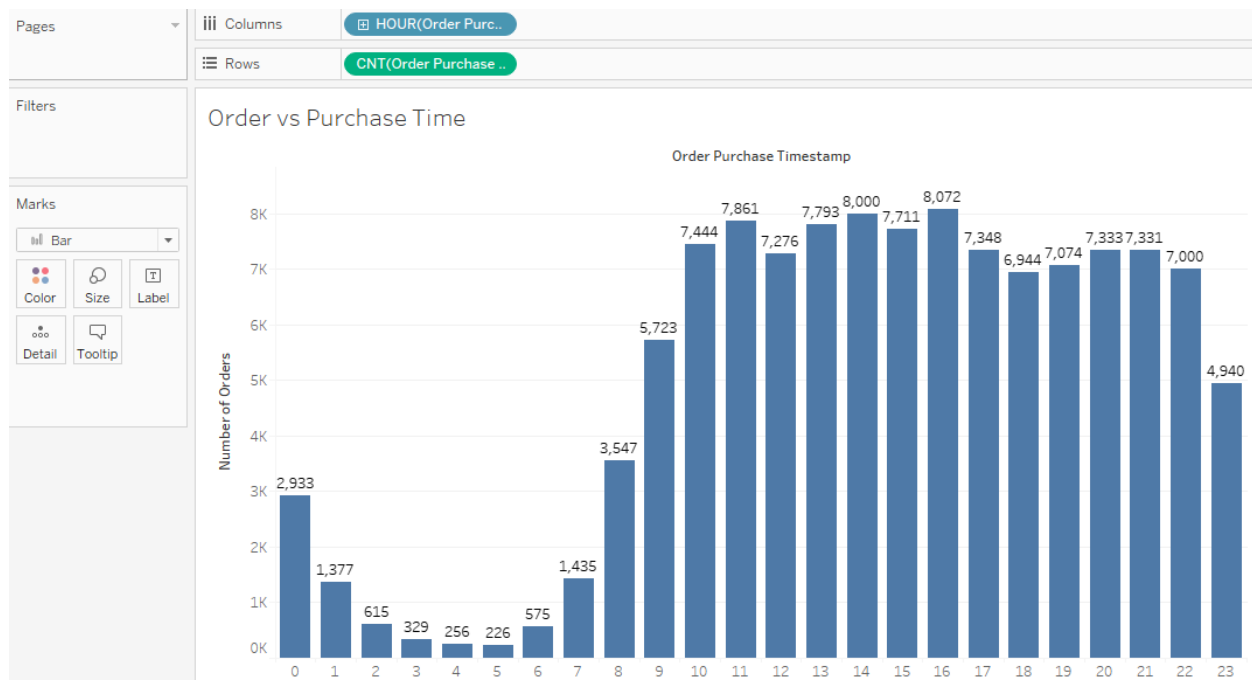 Pages
Columns
HOUR(Order Purc..
Rows
CNT(Order Purchase ..
Filters
Marks
Bar
Color Size Label
Detail Tooltip
Order vs Purchase Time
Order Purchase Timestamp
Number of Orders
8K
7K
6K
5K
4K
3K
2K
1K
0K
2,933
1,377
615
329
256
226
575
1,435
3,547
5,723
7,444
7,861
7,276
7,793
8,000
7,711
8,072
7,348
6,944
7,074
7,333
7,331
7,000
4,940
0 1 2 3 4 5 6 7 8 9 10 11 12 13 14 15 16 17 18 19 20 21 22 23